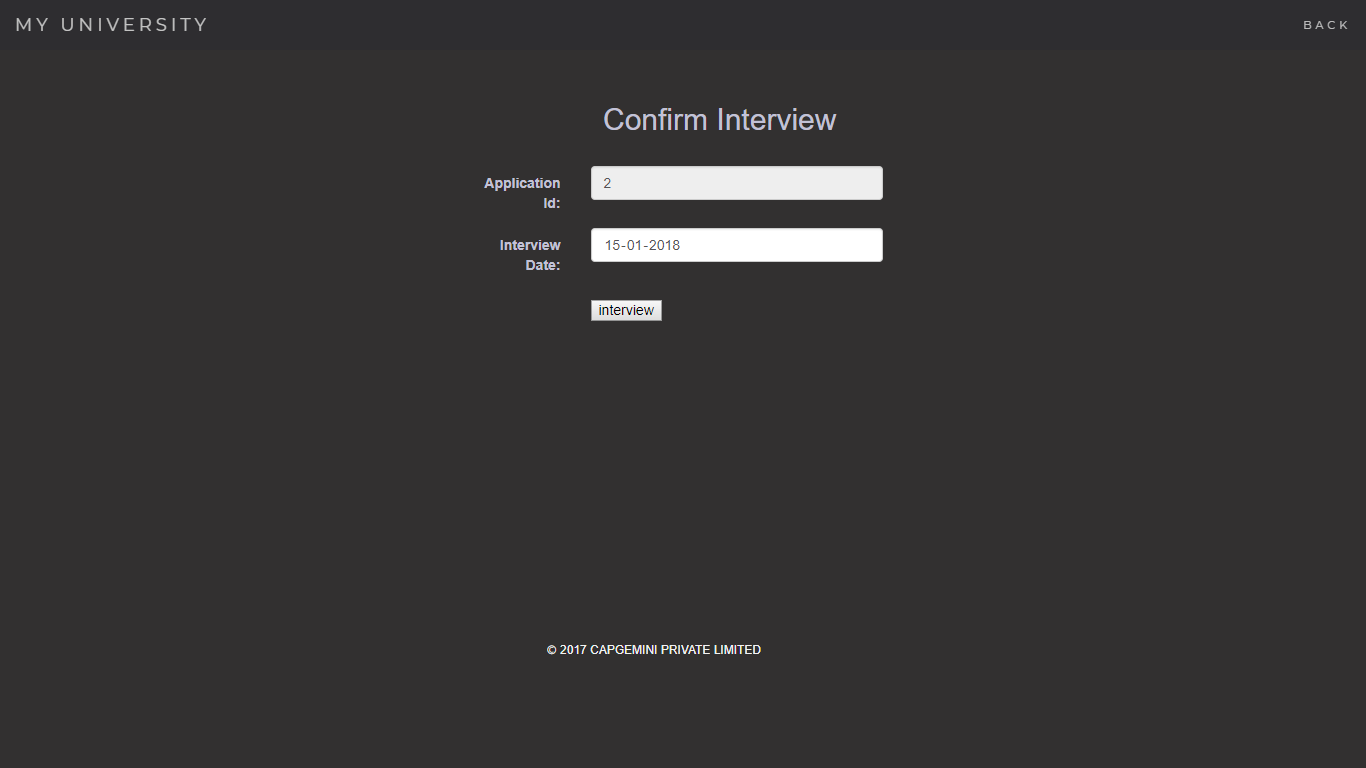 MY UNIVERSITY
BACK
Confirm Interview
Application
Id:
2
Interview
Date:
15-01-2018
interview
© 2017 CAPGEMINI PRIVATE LIMITED